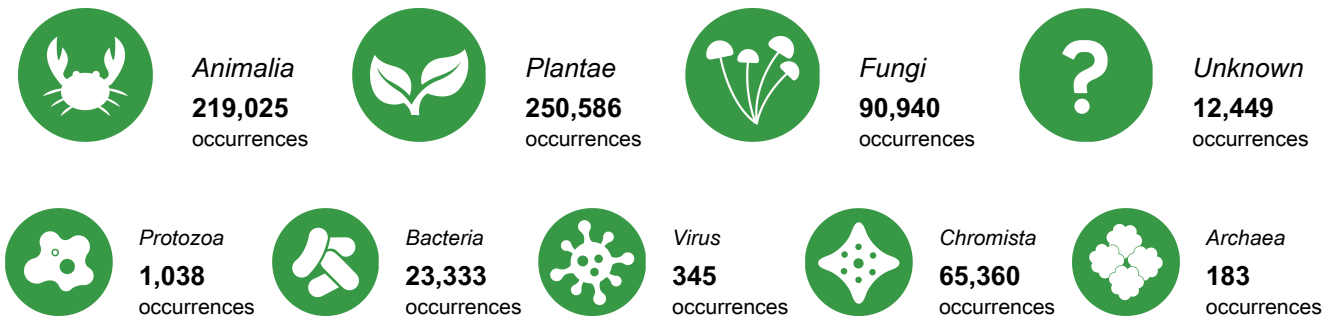 Animalia
219,025
occurrences
Plantae
250,586
occurrences
Fungi
90,940
occurrences
?
Unknown
12,449
occurrences
Protozoa
1,038
occurrences
Bacteria
23,333
occurrences
Virus
345
occurrences
Chromista
65,360
occurrences
Archaea
183
occurrences